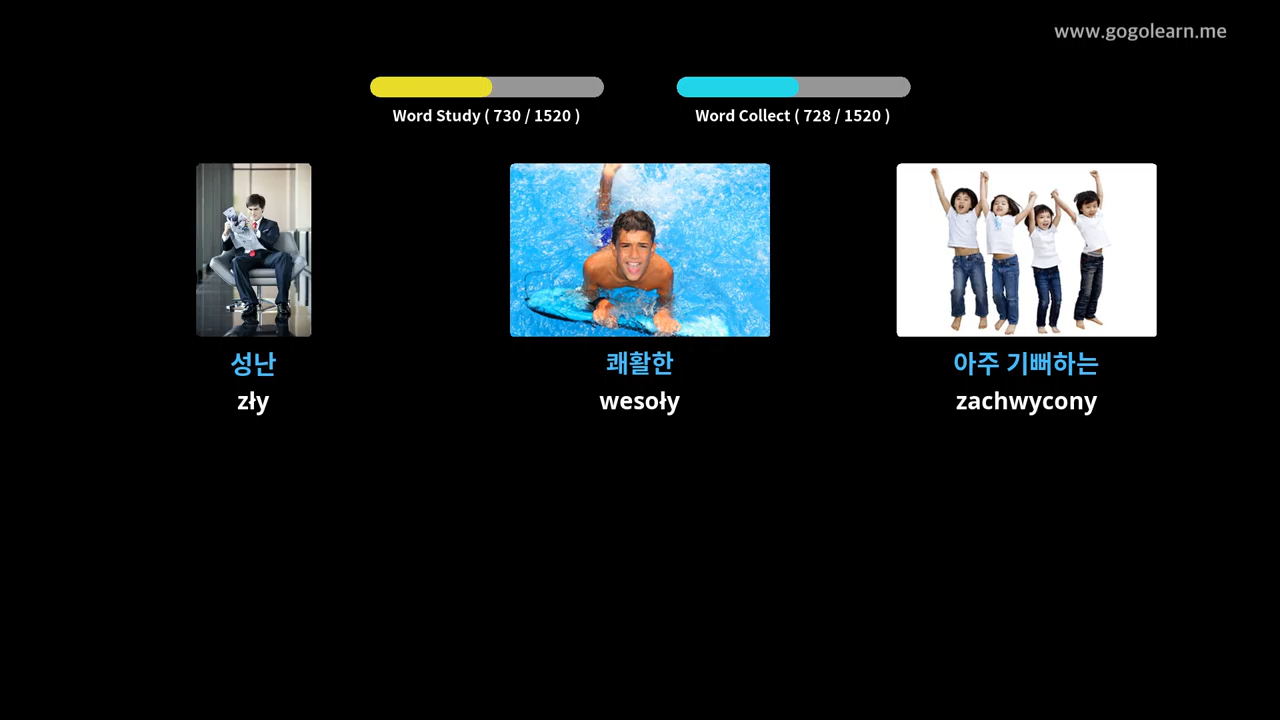 www.gogolearn.me
Word Study ( 730 / 1520 )
Word Collect ( 728 / 1520 )
성난
쾌활한
아주 기뻐하는
zły
wesoły
zachwycony